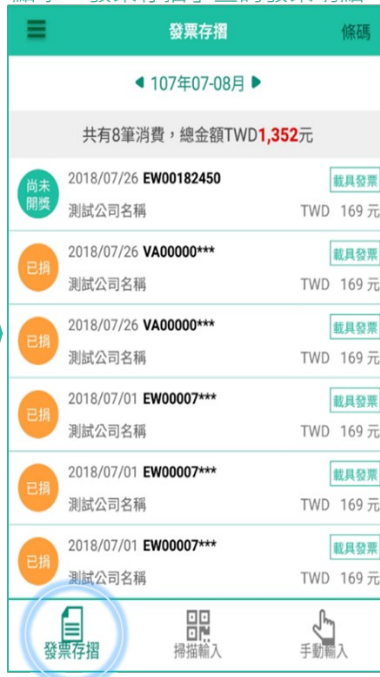 發票存摺 條碼
107年07-08月
共有8筆消費，總金額TWD1,352元
尚未開獎 2018/07/26 EW00182450 載具發票
測試公司名稱 TWD 169 元
已捐 2018/07/26 VA00000*** 載具發票
測試公司名稱 TWD 169 元
已捐 2018/07/26 VA00000*** 載具發票
測試公司名稱 TWD 169 元
已捐 2018/07/01 EW00007*** 載具發票
測試公司名稱 TWD 169 元
已捐 2018/07/01 EW00007*** 載具發票
測試公司名稱 TWD 169 元
已捐 2018/07/01 EW00007*** 載具發票
測試公司名稱 TWD 169 元
發票存摺 掃描輸入 手動輸入